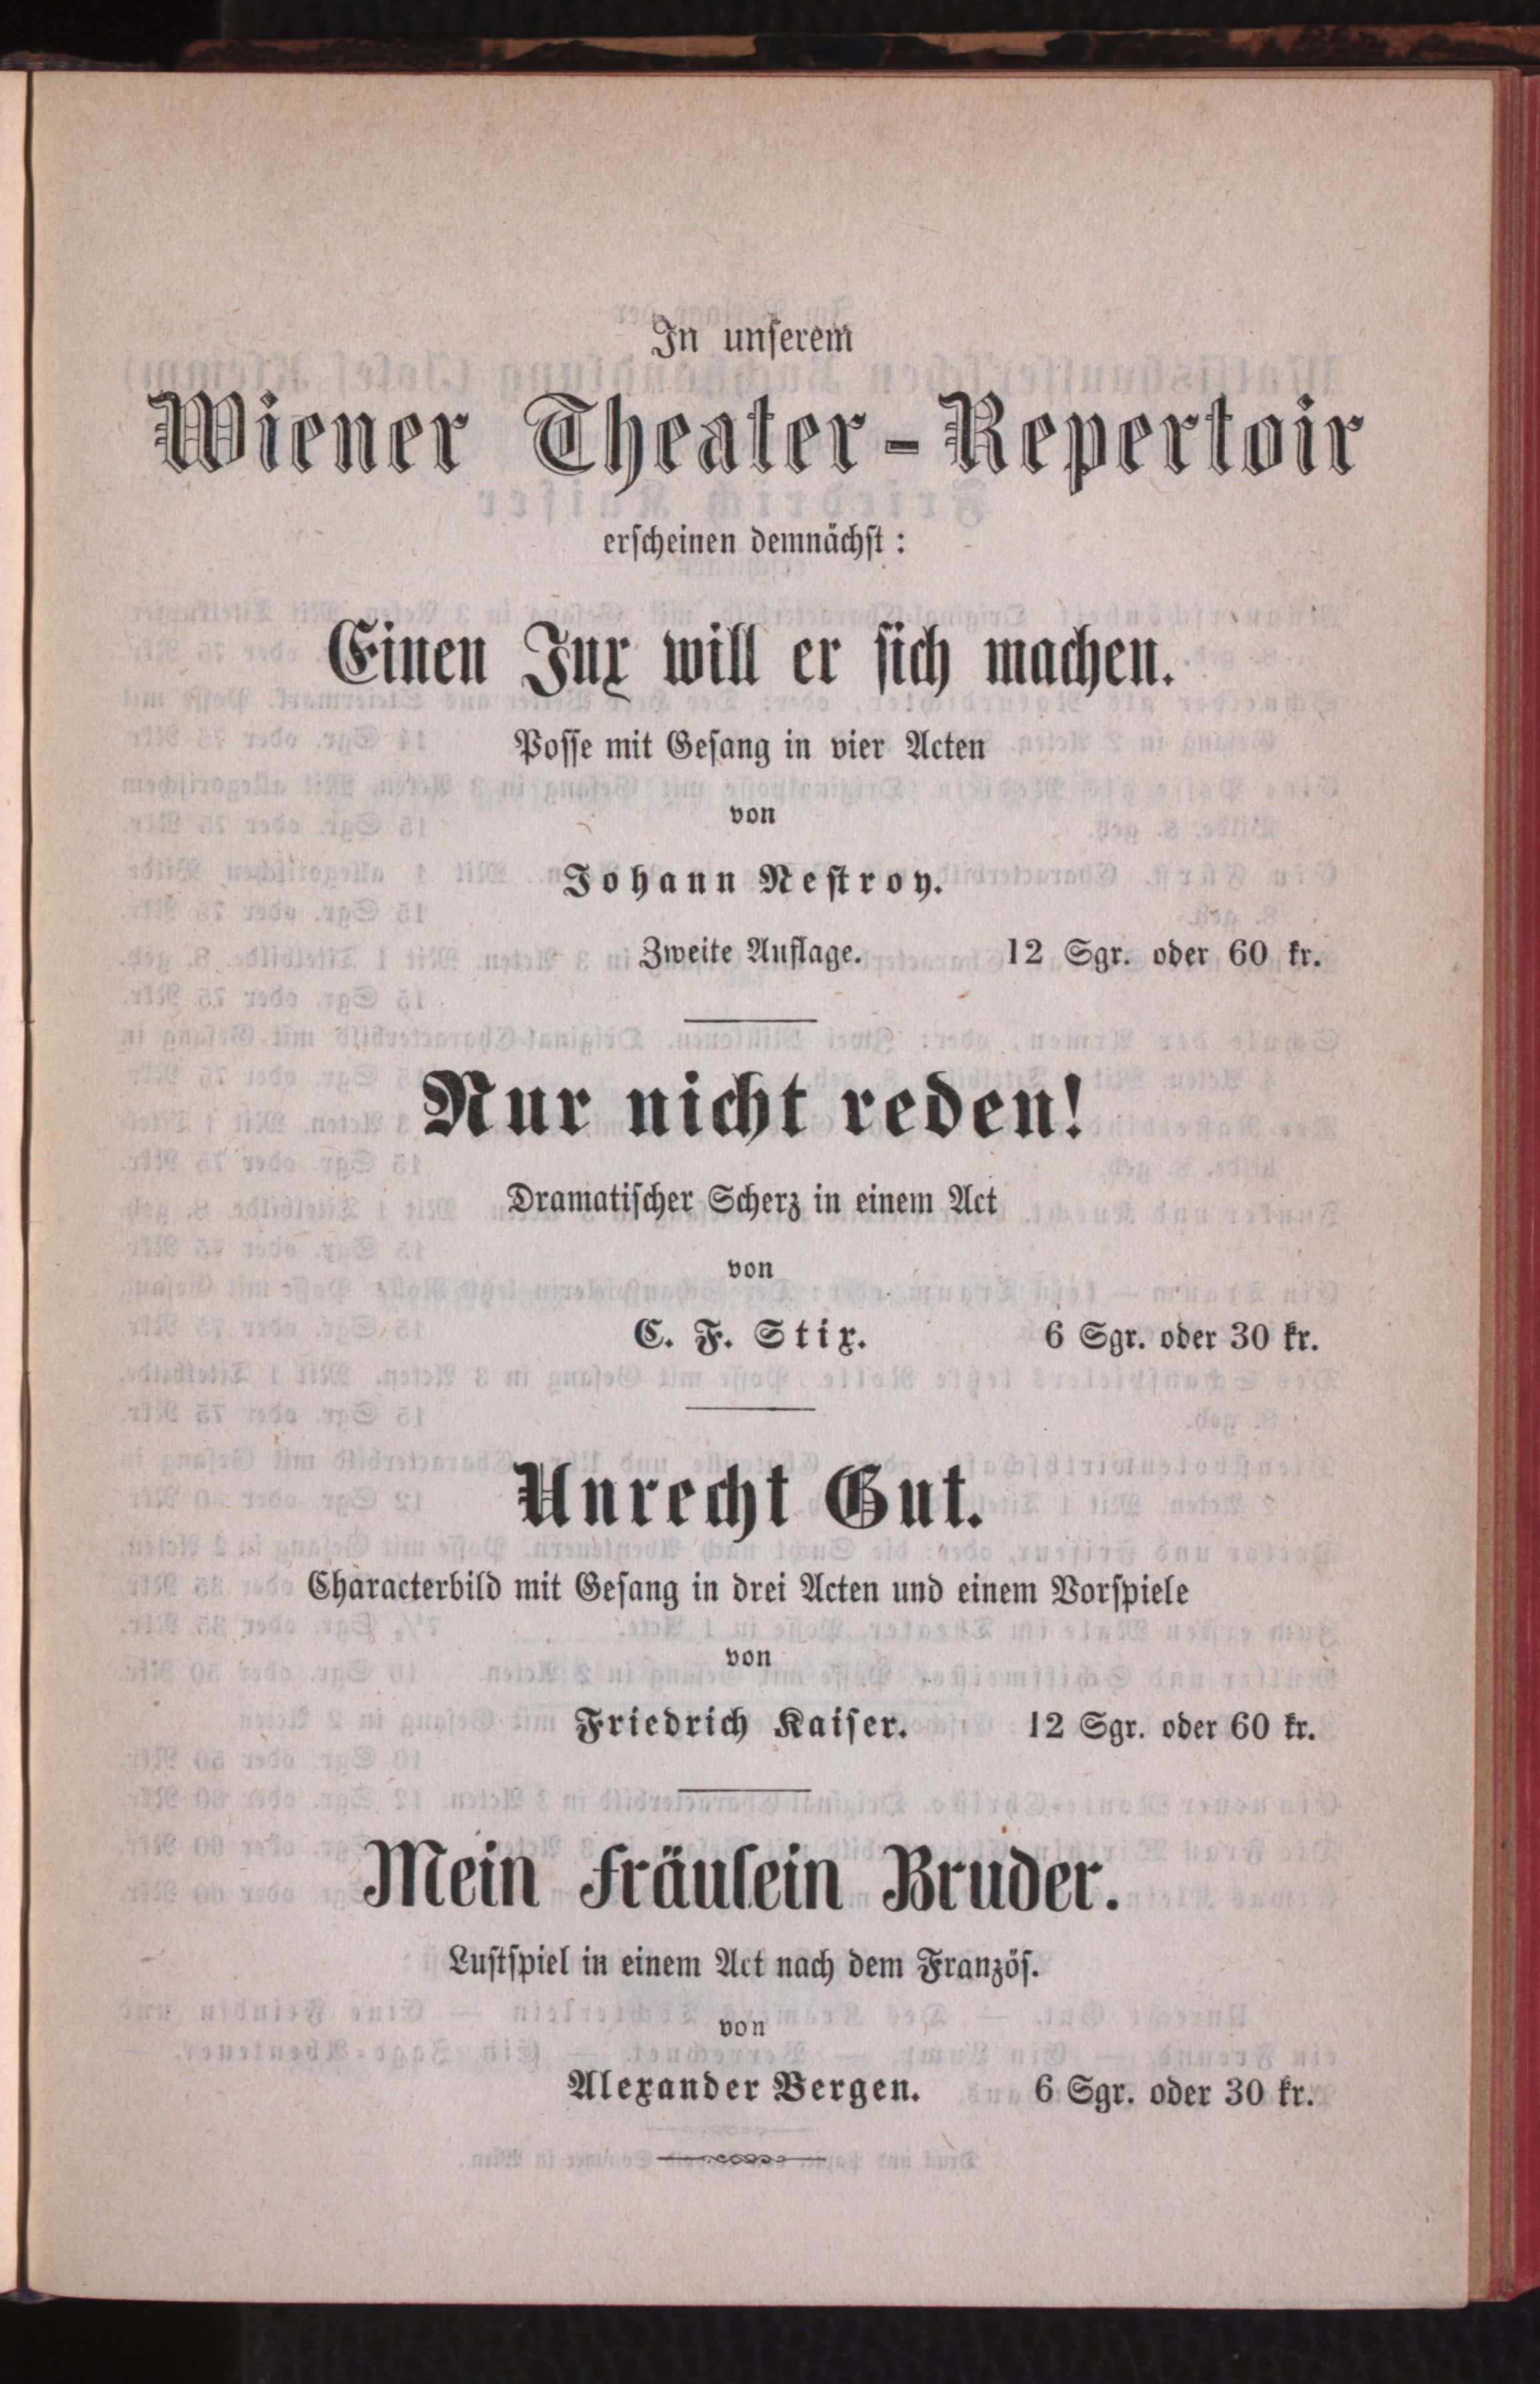 In unserem
Wiener Theater-Repertoir
erscheinen demnächst:
Einen Jux will er sich machen.
Posse mit Gesang in vier Acten
von
Johann Nestroy.
Zweite Auflage. 12 Sgr. oder 60 kr.
Nur nicht reden!
Dramatischer Scherz in einem Act
von
C. F. Stix. 6 Sgr. oder 30 kr.
Unrecht Gut.
Characterbild mit Gesang in drei Acten und einem Vorspiele
von
Friedrich Kaiser. 12 Sgr. oder 60 kr.
Mein Fräulein Bruder.
Lustspiel in einem Act nach dem Französ.
von
Alexander Bergen. 6 Sgr. oder 30 kr.